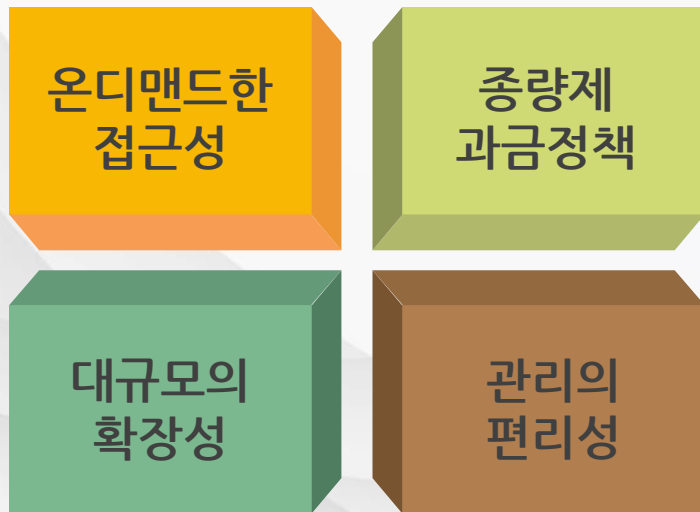 온디맨드한
접근성
종량제
과금정책
대규모의
확장성
관리의
편리성